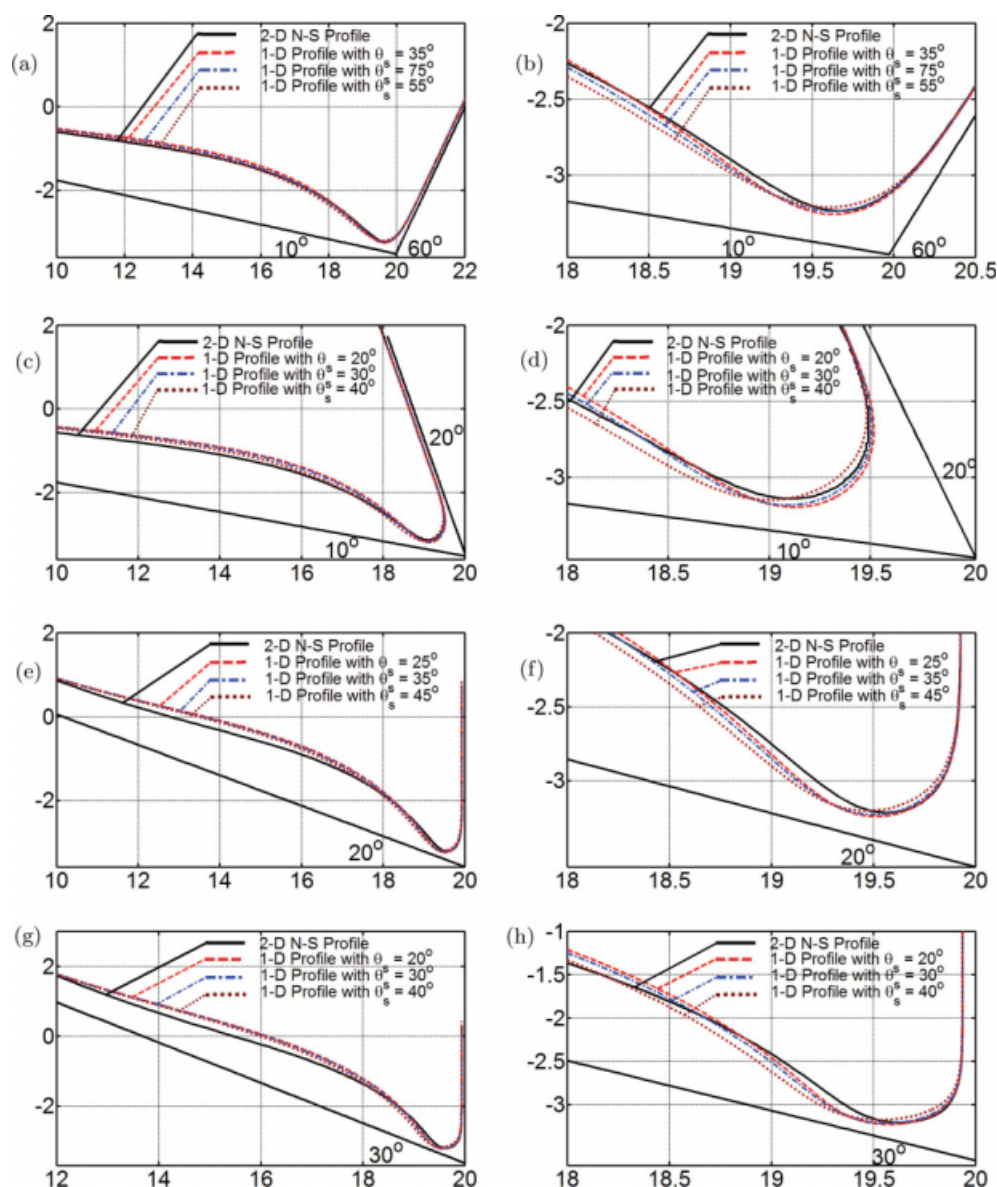 (a)
2
0
-2
10 12 14 16 18 20 22
2-D N-S Profile
1-D Profile with θs = 35°
1-D Profile with θs = 75°
1-D Profile with θs = 55°
10°
60°
(b)
-2
-2.5
-3
18 18.5 19 19.5 20 20.5
2-D N-S Profile
1-D Profile with θs = 35°
1-D Profile with θs = 75°
1-D Profile with θs = 55°
10°
60°
(c)
2
0
-2
10 12 14 16 18 20
2-D N-S Profile
1-D Profile with θs = 20°
1-D Profile with θs = 30°
1-D Profile with θs = 40°
20°
10°
(d)
-2
-2.5
-3
18 18.5 19 19.5 20
2-D N-S Profile
1-D Profile with θs = 20°
1-D Profile with θs = 30°
1-D Profile with θs = 40°
20°
10°
(e)
2
0
-2
10 12 14 16 18 20
2-D N-S Profile
1-D Profile with θs = 25°
1-D Profile with θs = 35°
1-D Profile with θs = 45°
20°
(f)
-2
-2.5
-3
18 18.5 19 19.5 20
2-D N-S Profile
1-D Profile with θs = 25°
1-D Profile with θs = 35°
1-D Profile with θs = 45°
20°
(g)
2
0
-2
12 14 16 18 20
2-D N-S Profile
1-D Profile with θs = 20°
1-D Profile with θs = 30°
1-D Profile with θs = 40°
30°
(h)
-1
-1.5
-2
-2.5
-3
18 18.5 19 19.5 20
2-D N-S Profile
1-D Profile with θs = 20°
1-D Profile with θs = 30°
1-D Profile with θs = 40°
30°